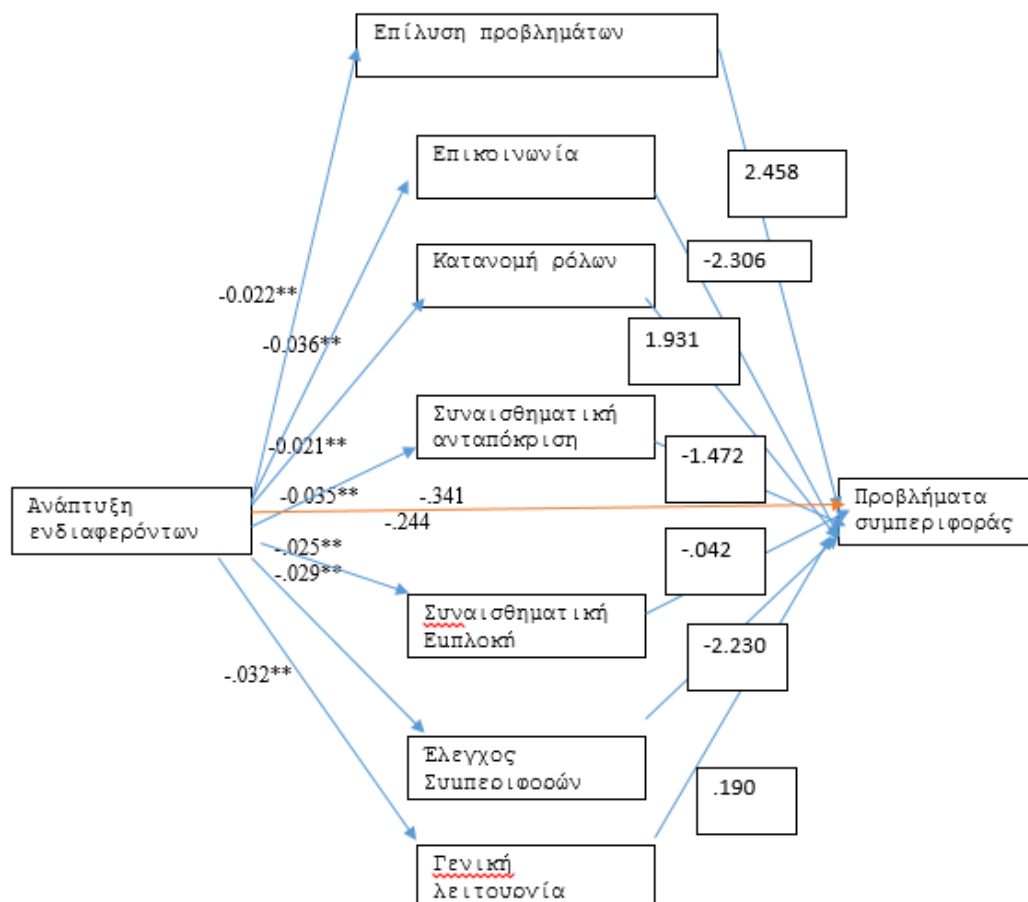 Επίλυση προβλημάτων
Επικοινωνία
2.458
-2.306
Κατανομή ρόλων
-0.022**
-0.036**
1.931
Συναισθηματική
ανταπόκριση
-0.021**
-1.472
-0.035**
-.341
Ανάπτυξη
ενδιαφερόντων
Προβλήματα
συμπεριφοράς
-.244
-.025**
-.029**
-.042
Συναισθηματική
Εμπλοκή
-2.230
-.032**
Έλεγχος
Συμπεριφορών
.190
Γενική
λειτουργία